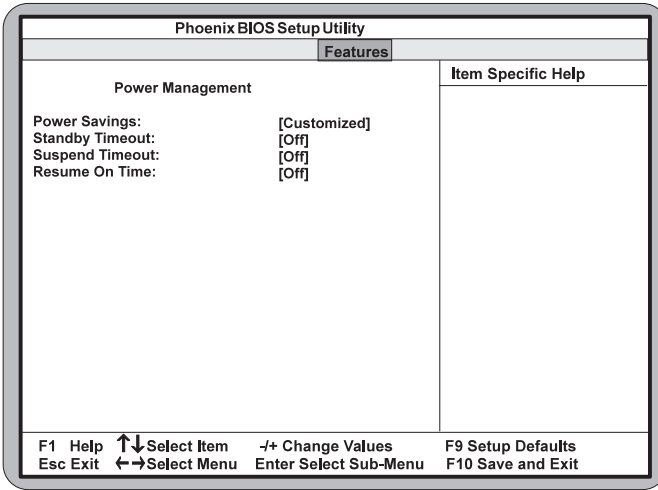 Phoenix BIOS Setup Utility
Features
Power Management
Item Specific Help
Power Savings: [Customized]
Standby Timeout: [Off]
Suspend Timeout: [Off]
Resume On Time: [Off]
F1 Help ↑↓Select Item -/+ Change Values F9 Setup Defaults
Esc Exit ←→Select Menu Enter Select Sub-Menu F10 Save and Exit